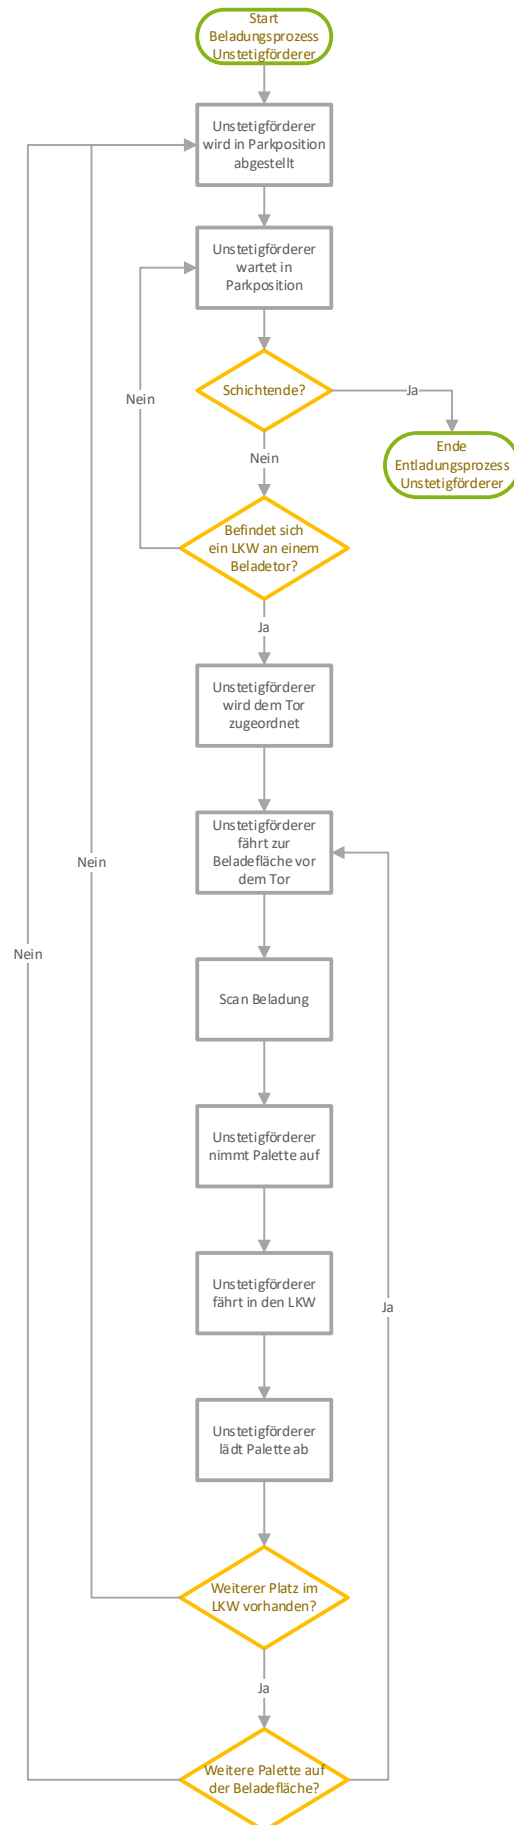 Start
Beladungsprozess
Unstetigförderer
Unstetigförderer
wird in Parkposition
abgestellt
Unstetigförderer
wartet in
Parkposition
Schichtende?
Ja
Nein
Ende
Entladungsprozess
Unstetigförderer
Nein
Befindet sich
ein LKW an einem
Beladetor?
Ja
Unstetigförderer
wird dem Tor
zugeordnet
Unstetigförderer
fährt zur
Beladefläche vor
dem Tor
Nein
Nein
Scan Beladung
Unstetigförderer
nimmt Palette auf
Unstetigförderer
fährt in den LKW
Ja
Unstetigförderer
lädt Palette ab
Weiterer Platz im
LKW vorhanden?
Ja
Weitere Palette auf
der Beladefläche?